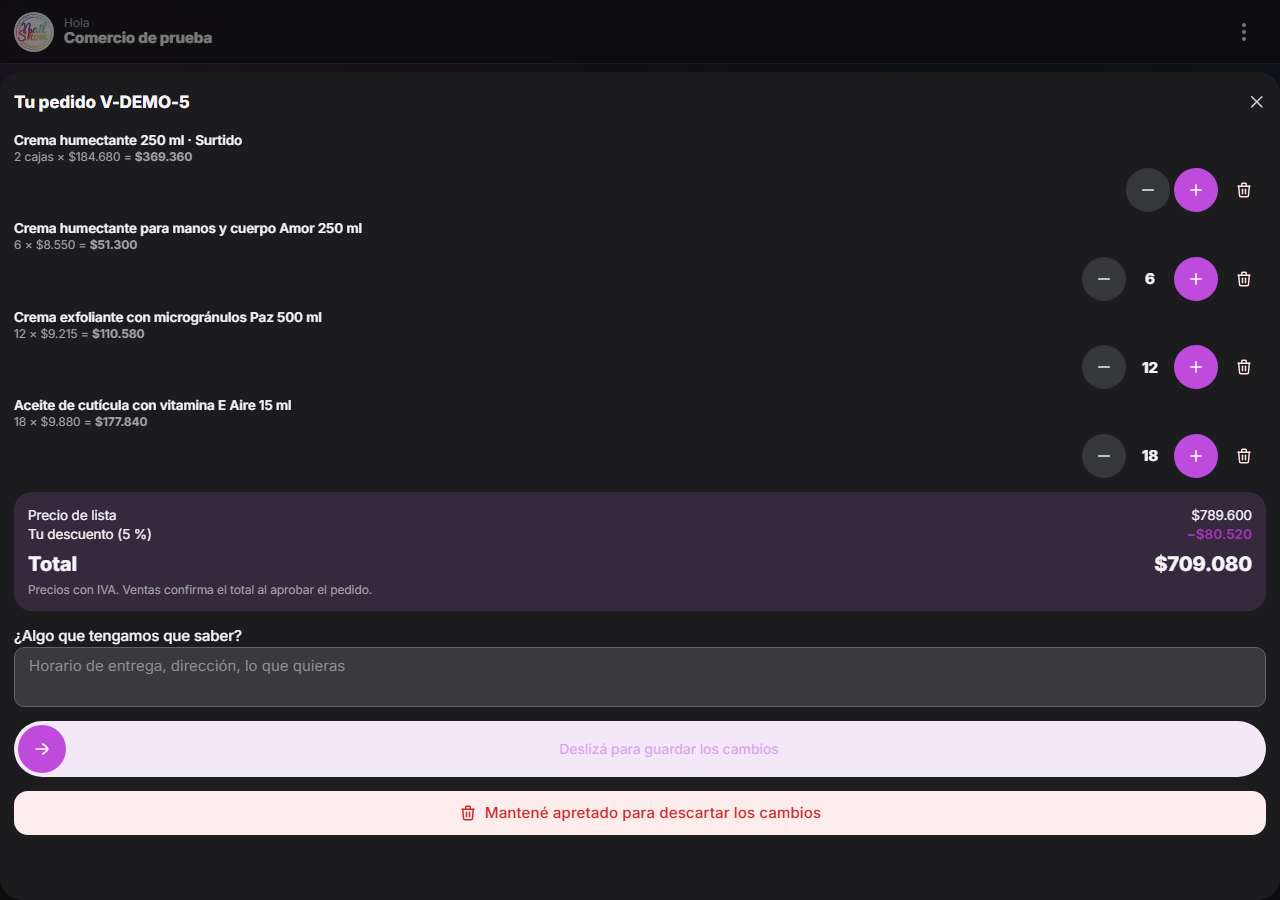 Hola
Comercio de prueba
Tu pedido V-DEMO-5
Crema humectante 250 ml · Surtido
2 cajas × $184.680 = $369.360
Crema humectante para manos y cuerpo Amor 250 ml
6 × $8.550 = $51.300
6
Crema exfoliante con microgránulos Paz 500 ml
12 × $9.215 = $110.580
12
Aceite de cutícula con vitamina E Aire 15 ml
18 × $9.880 = $177.840
18
Precio de lista $789.600
Tu descuento (5 %) −$80.520
Total $709.080
Precios con IVA. Ventas confirma el total al aprobar el pedido.
¿Algo que tengamos que saber?
Horario de entrega, dirección, lo que quieras
Deslizá para guardar los cambios
Mantené apretado para descartar los cambios